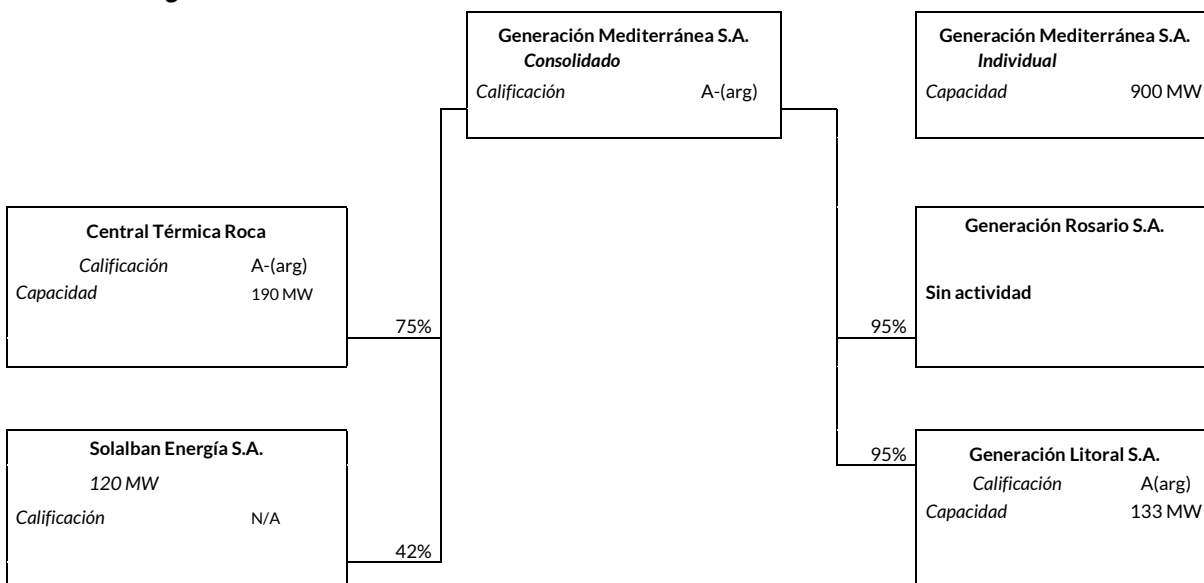 Generación Mediterránea S.A.
Consolidado
Calificación A-(arg)
Generación Mediterránea S.A.
Individual
Capacidad 900 MW
Central Térmica Roca
Calificación A-(arg)
Capacidad 190 MW
75%
95%
Generación Rosario S.A.
Sin actividad
Solalban Energía S.A.
120 MW
Calificación N/A
42%
95%
Generación Litoral S.A.
Calificación A(arg)
Capacidad 133 MW